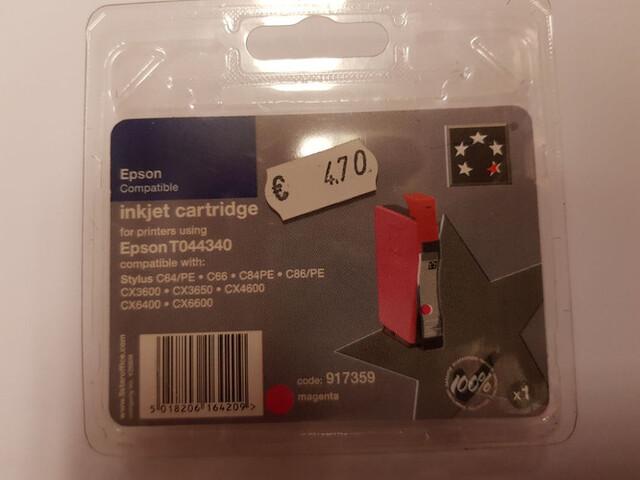 Epson
Compatible
€ 4.70
inkjet cartridge
for printers using
Epson T044340
compatible with:
Stylus C64/PE • C66 • C84PE • C86/PE
CX3600 • CX3650 • CX4600
CX6400 • CX6600
5 018206 164209 >
code: 917359
magenta
100%
x1